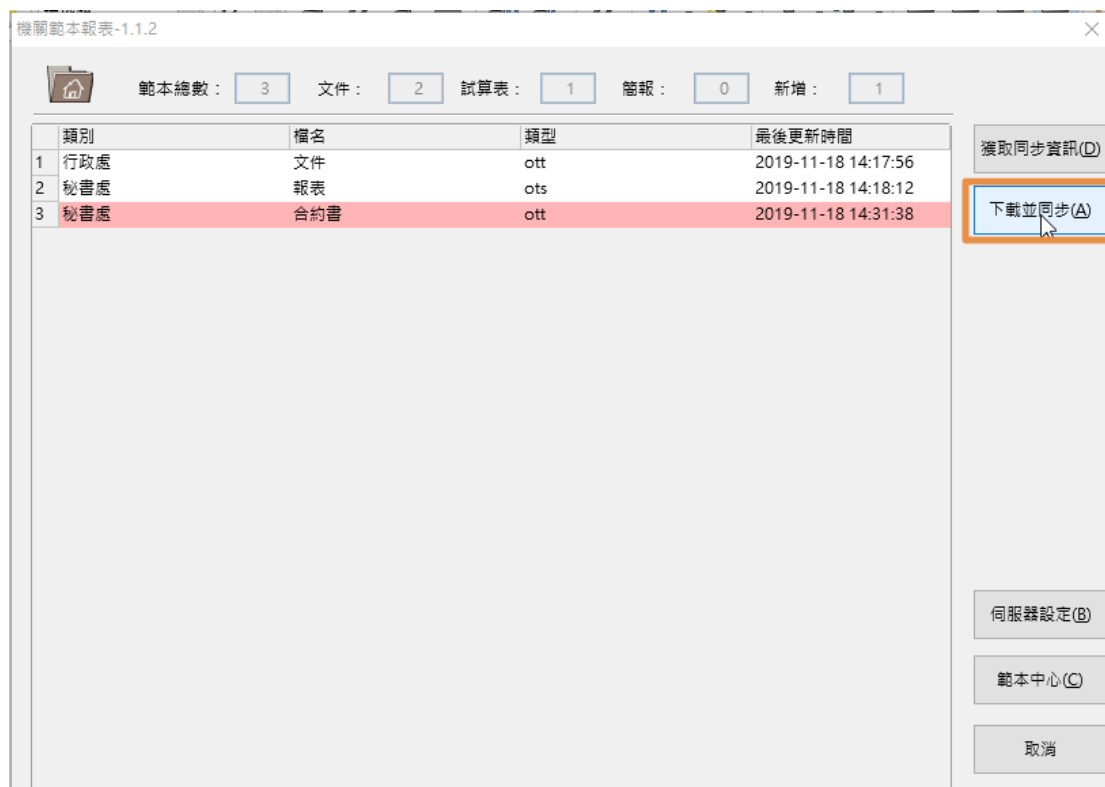 機關範本報表-1.1.2
範本總數： 3 文件： 2 試算表： 1 簡報： 0 新增： 1
類別 檔名 類型 最後更新時間
1 行政處 文件 ott 2019-11-18 14:17:56
2 秘書處 報表 ots 2019-11-18 14:18:12
3 秘書處 合約書 ott 2019-11-18 14:31:38
獲取同步資訊(D)
下載並同步(A)
伺服器設定(B)
範本中心(C)
取消